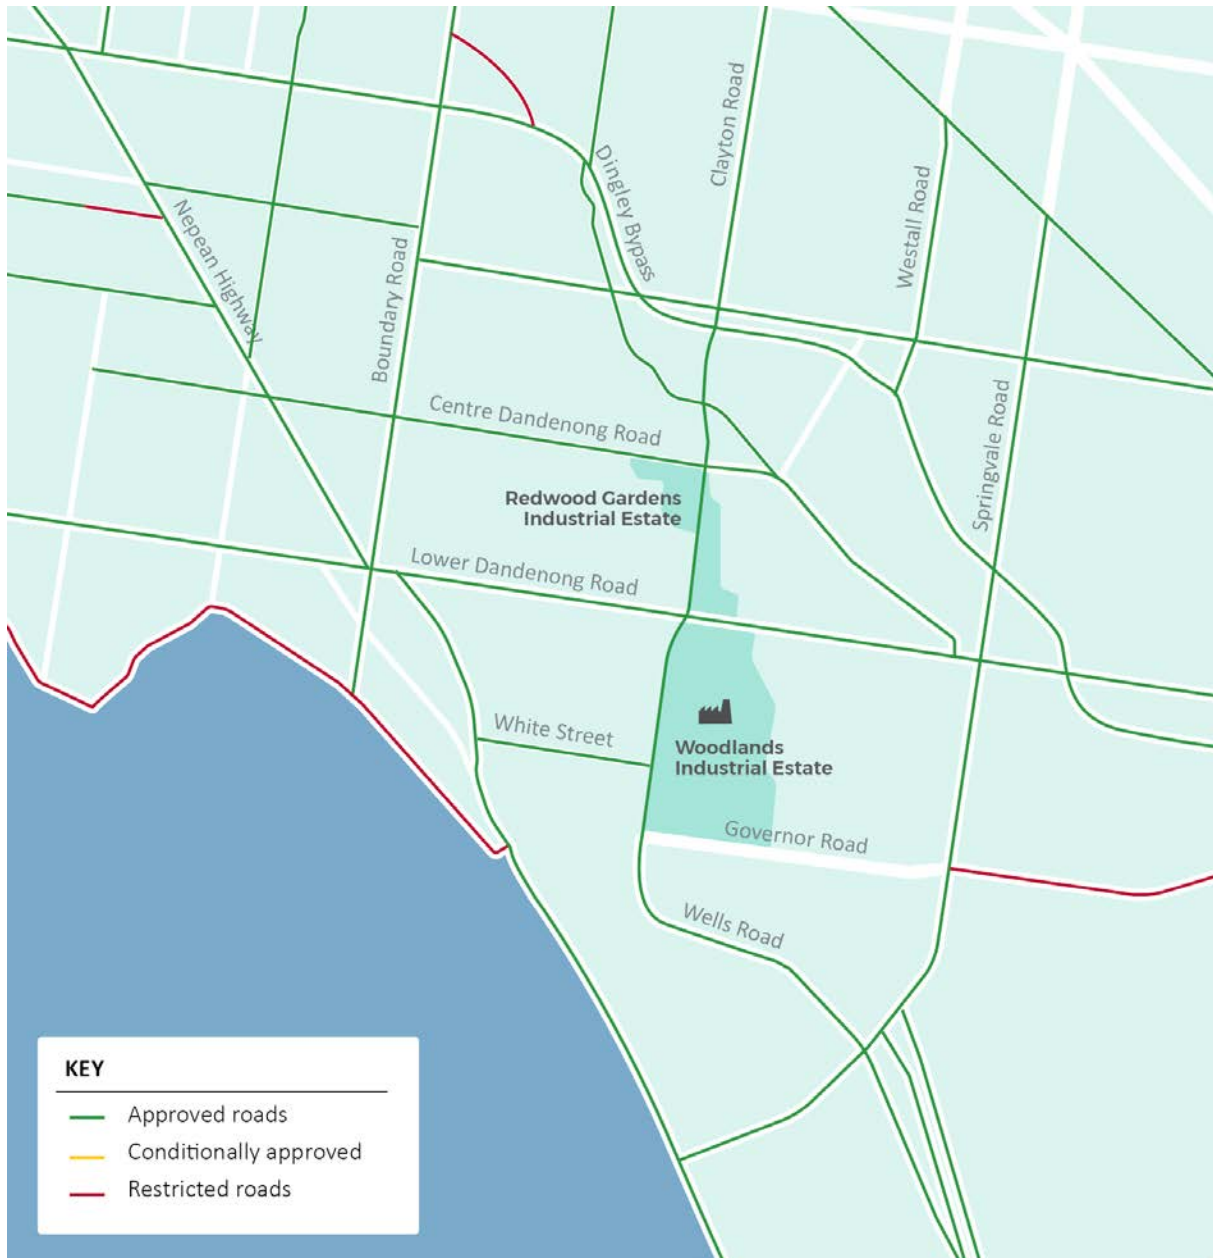 Clayton Road
Dingley Bypass
Westall Road
Nepean Highway
Boundary Road
Springvale Road
Centre Dandenong Road
Redwood Gardens
Industrial Estate
Lower Dandenong Road
White Street
Woodlands
Industrial Estate
Governor Road
Wells Road
KEY
Approved roads
Conditionally approved
Restricted roads